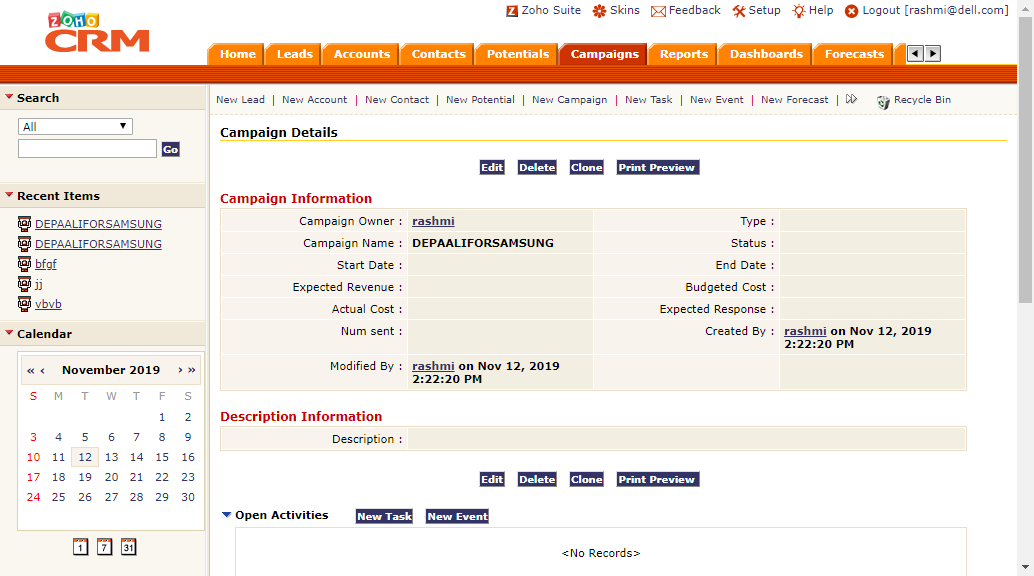 ZOHO
CRM
Zoho Suite Skins Feedback Setup Help Logout [rashmi@dell.com]
Home Leads Accounts Contacts Potentials Campaigns Reports Dashboards Forecasts
Search
All
Go
Recent Items
DEPAALIFORSAMSUNG
DEPAALIFORSAMSUNG
bfgf
jj
vbvb
Calendar
« ‹ November 2019 › »
S M T W T F S
1 2
3 4 5 6 7 8 9
10 11 12 13 14 15 16
17 18 19 20 21 22 23
24 25 26 27 28 29 30
1 7 31
New Lead | New Account | New Contact | New Potential | New Campaign | New Task | New Event | New Forecast | Recycle Bin
Campaign Details
Edit Delete Clone Print Preview
Campaign Information
Campaign Owner : rashmi Type :
Campaign Name : DEPAALIFORSAMSUNG Status :
Start Date : End Date :
Expected Revenue : Budgeted Cost :
Actual Cost : Expected Response :
Num sent : Created By : rashmi on Nov 12, 2019
2:22:20 PM
Modified By : rashmi on Nov 12, 2019
2:22:20 PM
Description Information
Description :
Edit Delete Clone Print Preview
Open Activities New Task New Event
<No Records>